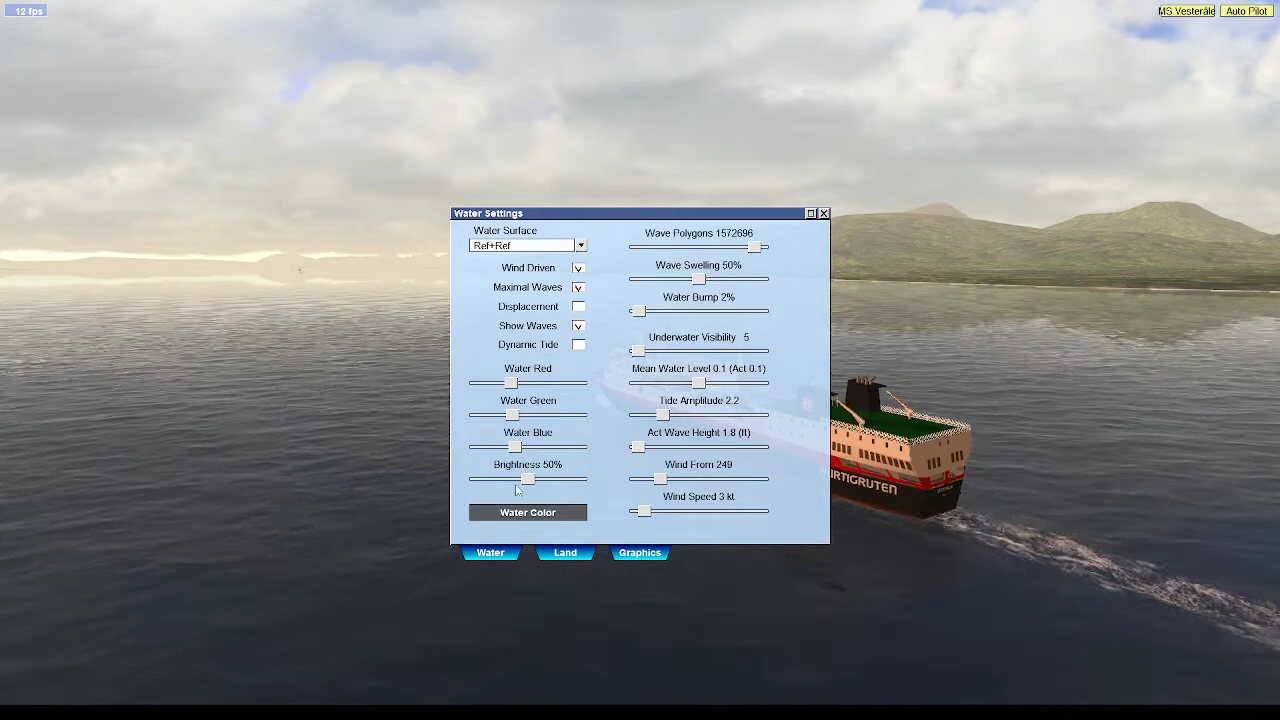 12 fps
MS Vesteråle
Auto Pilot
Water Settings
Water Surface
Ref+Ref
Wind Driven
Maximal Waves
Displacement
Show Waves
Dynamic Tide
Water Red
Water Green
Water Blue
Brightness 50%
Water Color
Wave Polygons 1572696
Wave Swelling 50%
Water Bump 2%
Underwater Visibility 5
Mean Water Level 0.1 (Act 0.1)
Tide Amplitude 2.2
Act Wave Height 1.8 (ft)
Wind From 249
Wind Speed 3 kt
Water
Land
Graphics
URTIGRUTEN